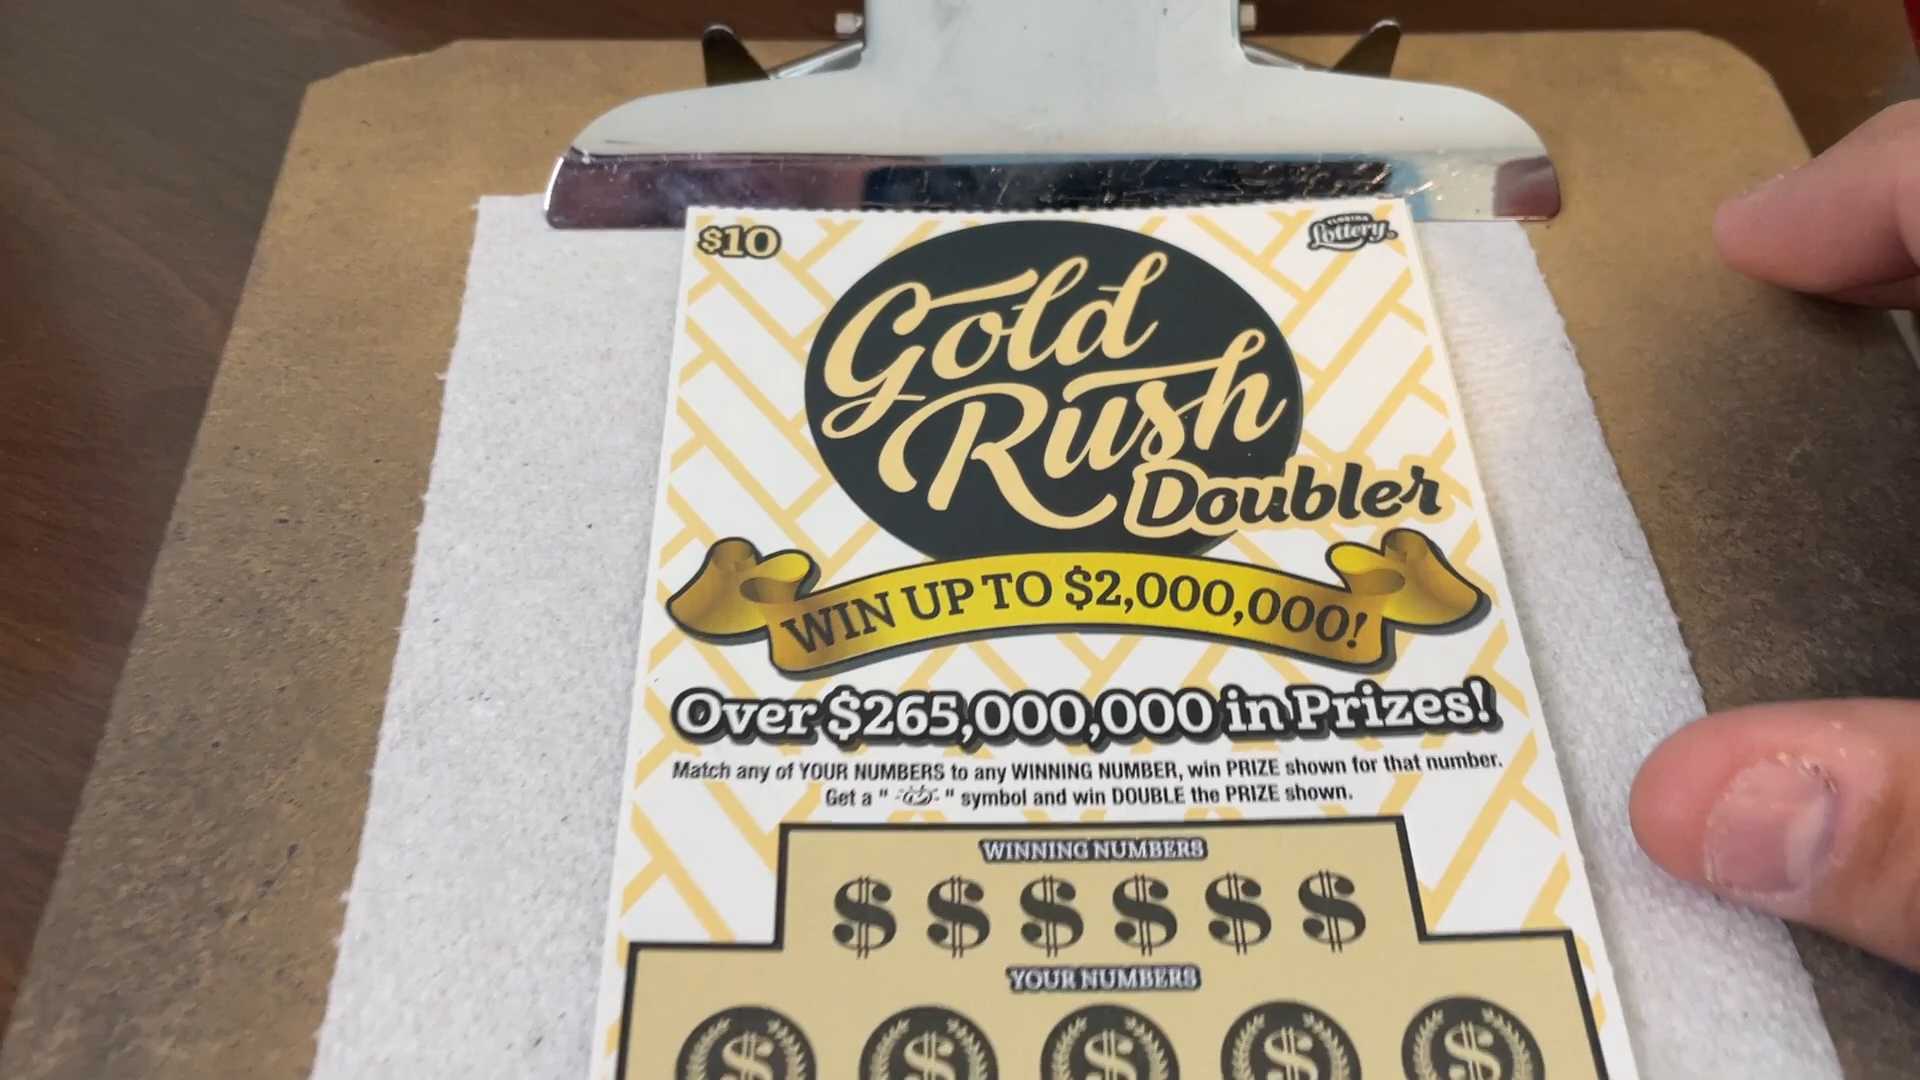 $10
FLORIDA
Lottery
Gold
Rush
Doubler
WIN UP TO $2,000,000!
Over $265,000,000 in Prizes!
Match any of YOUR NUMBERS to any WINNING NUMBER, win PRIZE shown for that number.
Get a " " symbol and win DOUBLE the PRIZE shown.
WINNING NUMBERS
$ $ $ $ $ $
YOUR NUMBERS
$ $ $ $ $